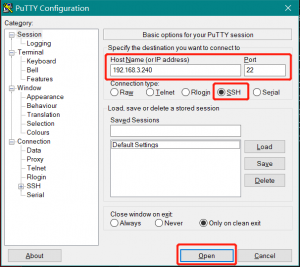 PuTTY Configuration
Category:
Session
Logging
Terminal
Keyboard
Bell
Features
Window
Appearance
Behaviour
Translation
Selection
Colours
Connection
Data
Proxy
Telnet
Rlogin
SSH
Serial
Basic options for your PuTTY session
Specify the destination you want to connect to
Host Name (or IP address) Port
192.168.3.240 22
Connection type:
Raw Telnet Rlogin SSH Serial
Load, save or delete a stored session
Saved Sessions
Default Settings
Load
Save
Delete
Close window on exit:
Always Never Only on clean exit
About Open Cancel